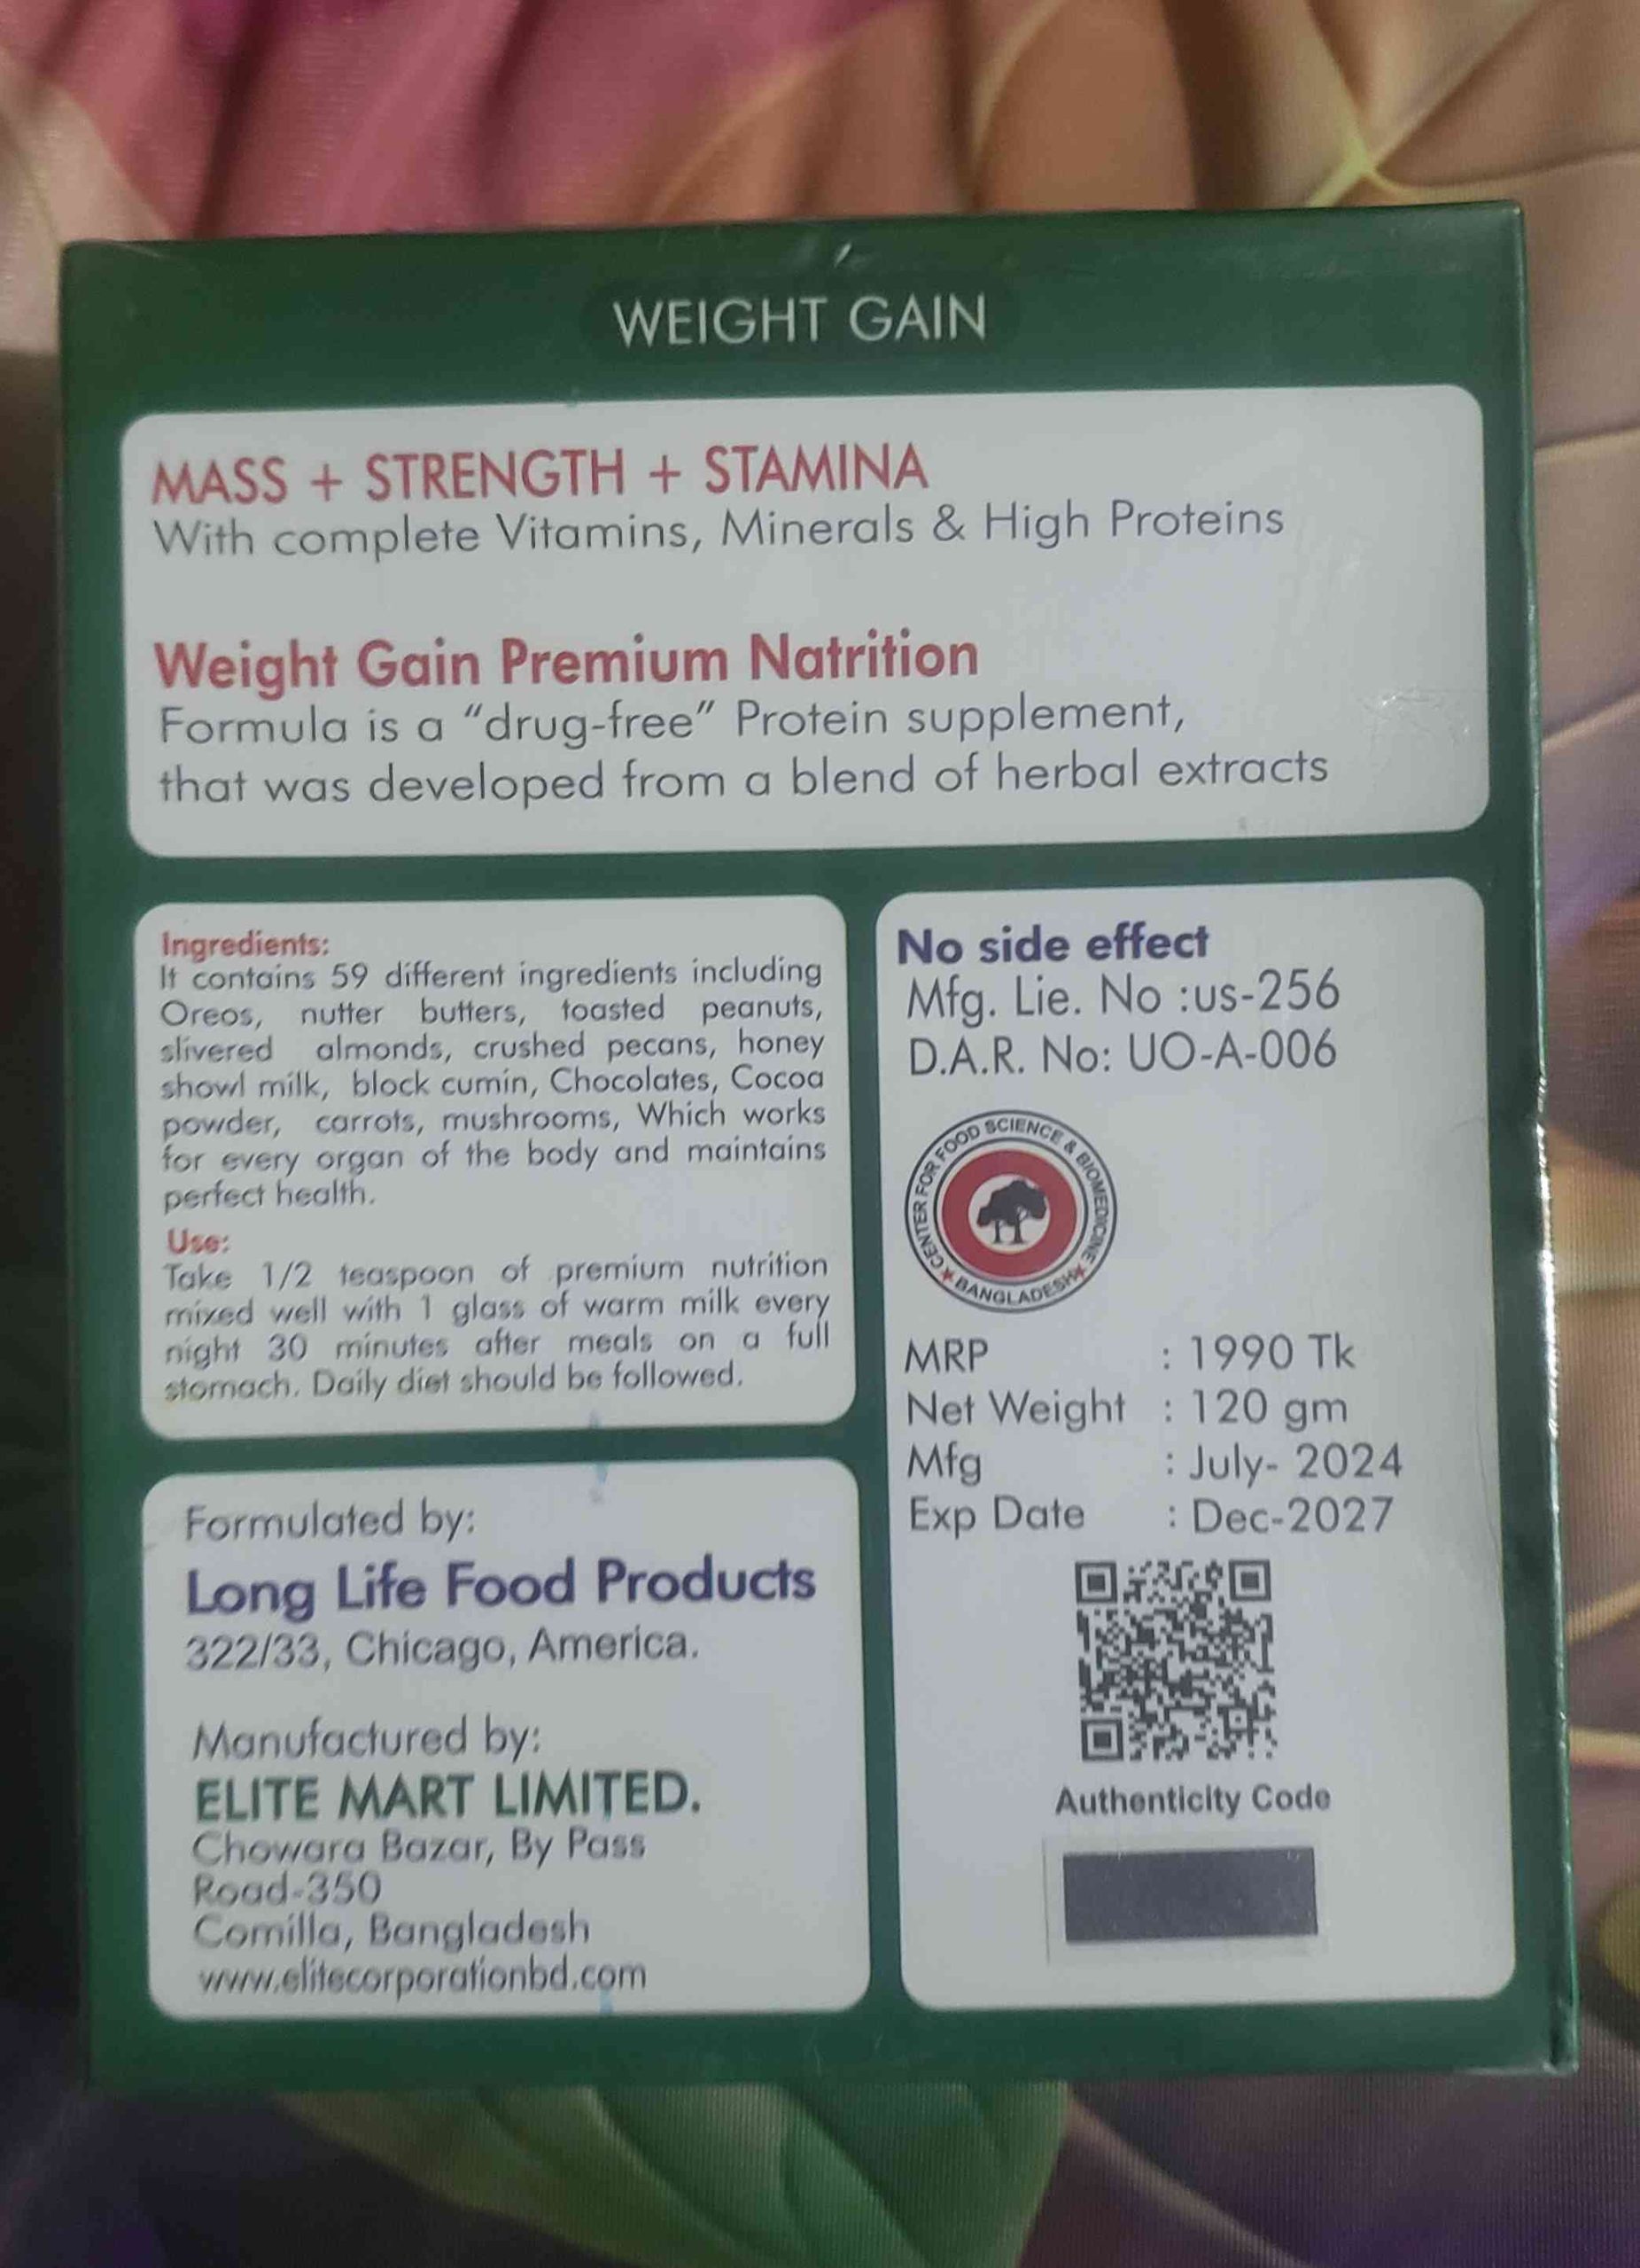 WEIGHT GAIN
MASS + STRENGTH + STAMINA
With complete Vitamins, Minerals & High Proteins
Weight Gain Premium Natrition
Formula is a “drug-free” Protein supplement,
that was developed from a blend of herbal extracts
Ingredients:
It contains 59 different ingredients including
Oreos, nutter butters, toasted peanuts,
slivered almonds, crushed pecans, honey
showl milk, block cumin, Chocolates, Cocoa
powder, carrots, mushrooms, Which works
for every organ of the body and maintains
perfect health.
Use:
Take 1/2 teaspoon of premium nutrition
mixed well with 1 glass of warm milk every
night 30 minutes after meals on a full
stomach. Daily diet should be followed.
Formulated by:
Long Life Food Products
322/33, Chicago, America.
Manufactured by:
ELITE MART LIMITED.
Chowara Bazar, By Pass
Road-350
Comilla, Bangladesh
www.elitecorporationbd.com
No side effect
Mfg. Lie. No :us-256
D.A.R. No: UO-A-006
CENTER FOR FOOD SCIENCE & BIOMEDICINE
BANGLADESH
MRP : 1990 Tk
Net Weight : 120 gm
Mfg : July- 2024
Exp Date : Dec-2027
Authenticity Code